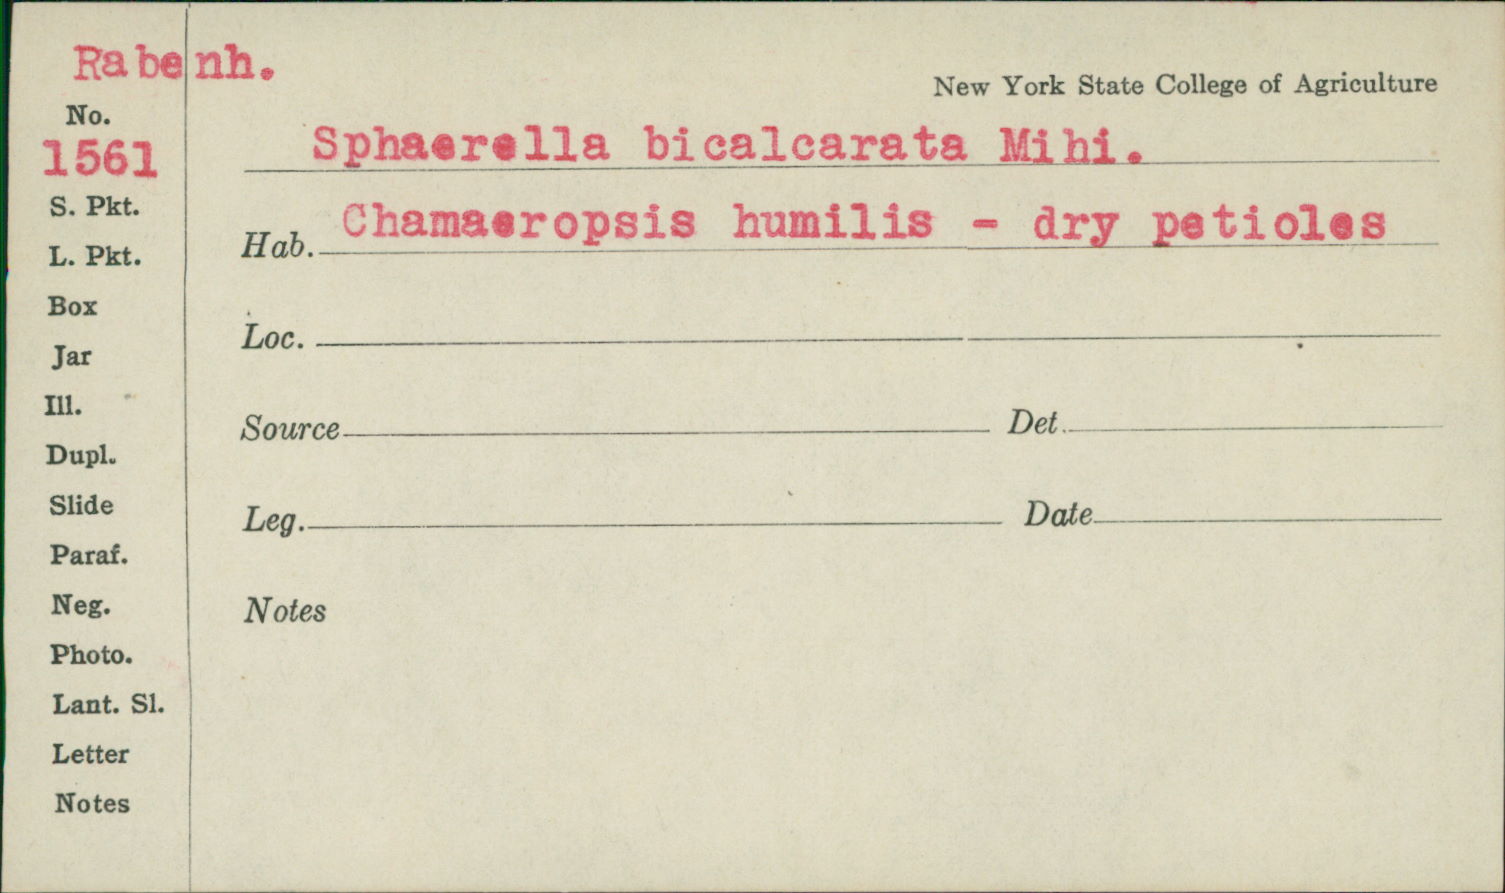 Rabenh.
New York State College of Agriculture
No.
1561
Sphaerella bicalcarata Mihi.
S. Pkt.
Hab. Chamaeropsis humilis - dry petioles
L. Pkt.
Box
Loc.
Jar
Ill.
Source Det.
Dupl.
Slide
Leg. Date
Paraf.
Neg.
Notes
Photo.
Lant. Sl.
Letter
Notes